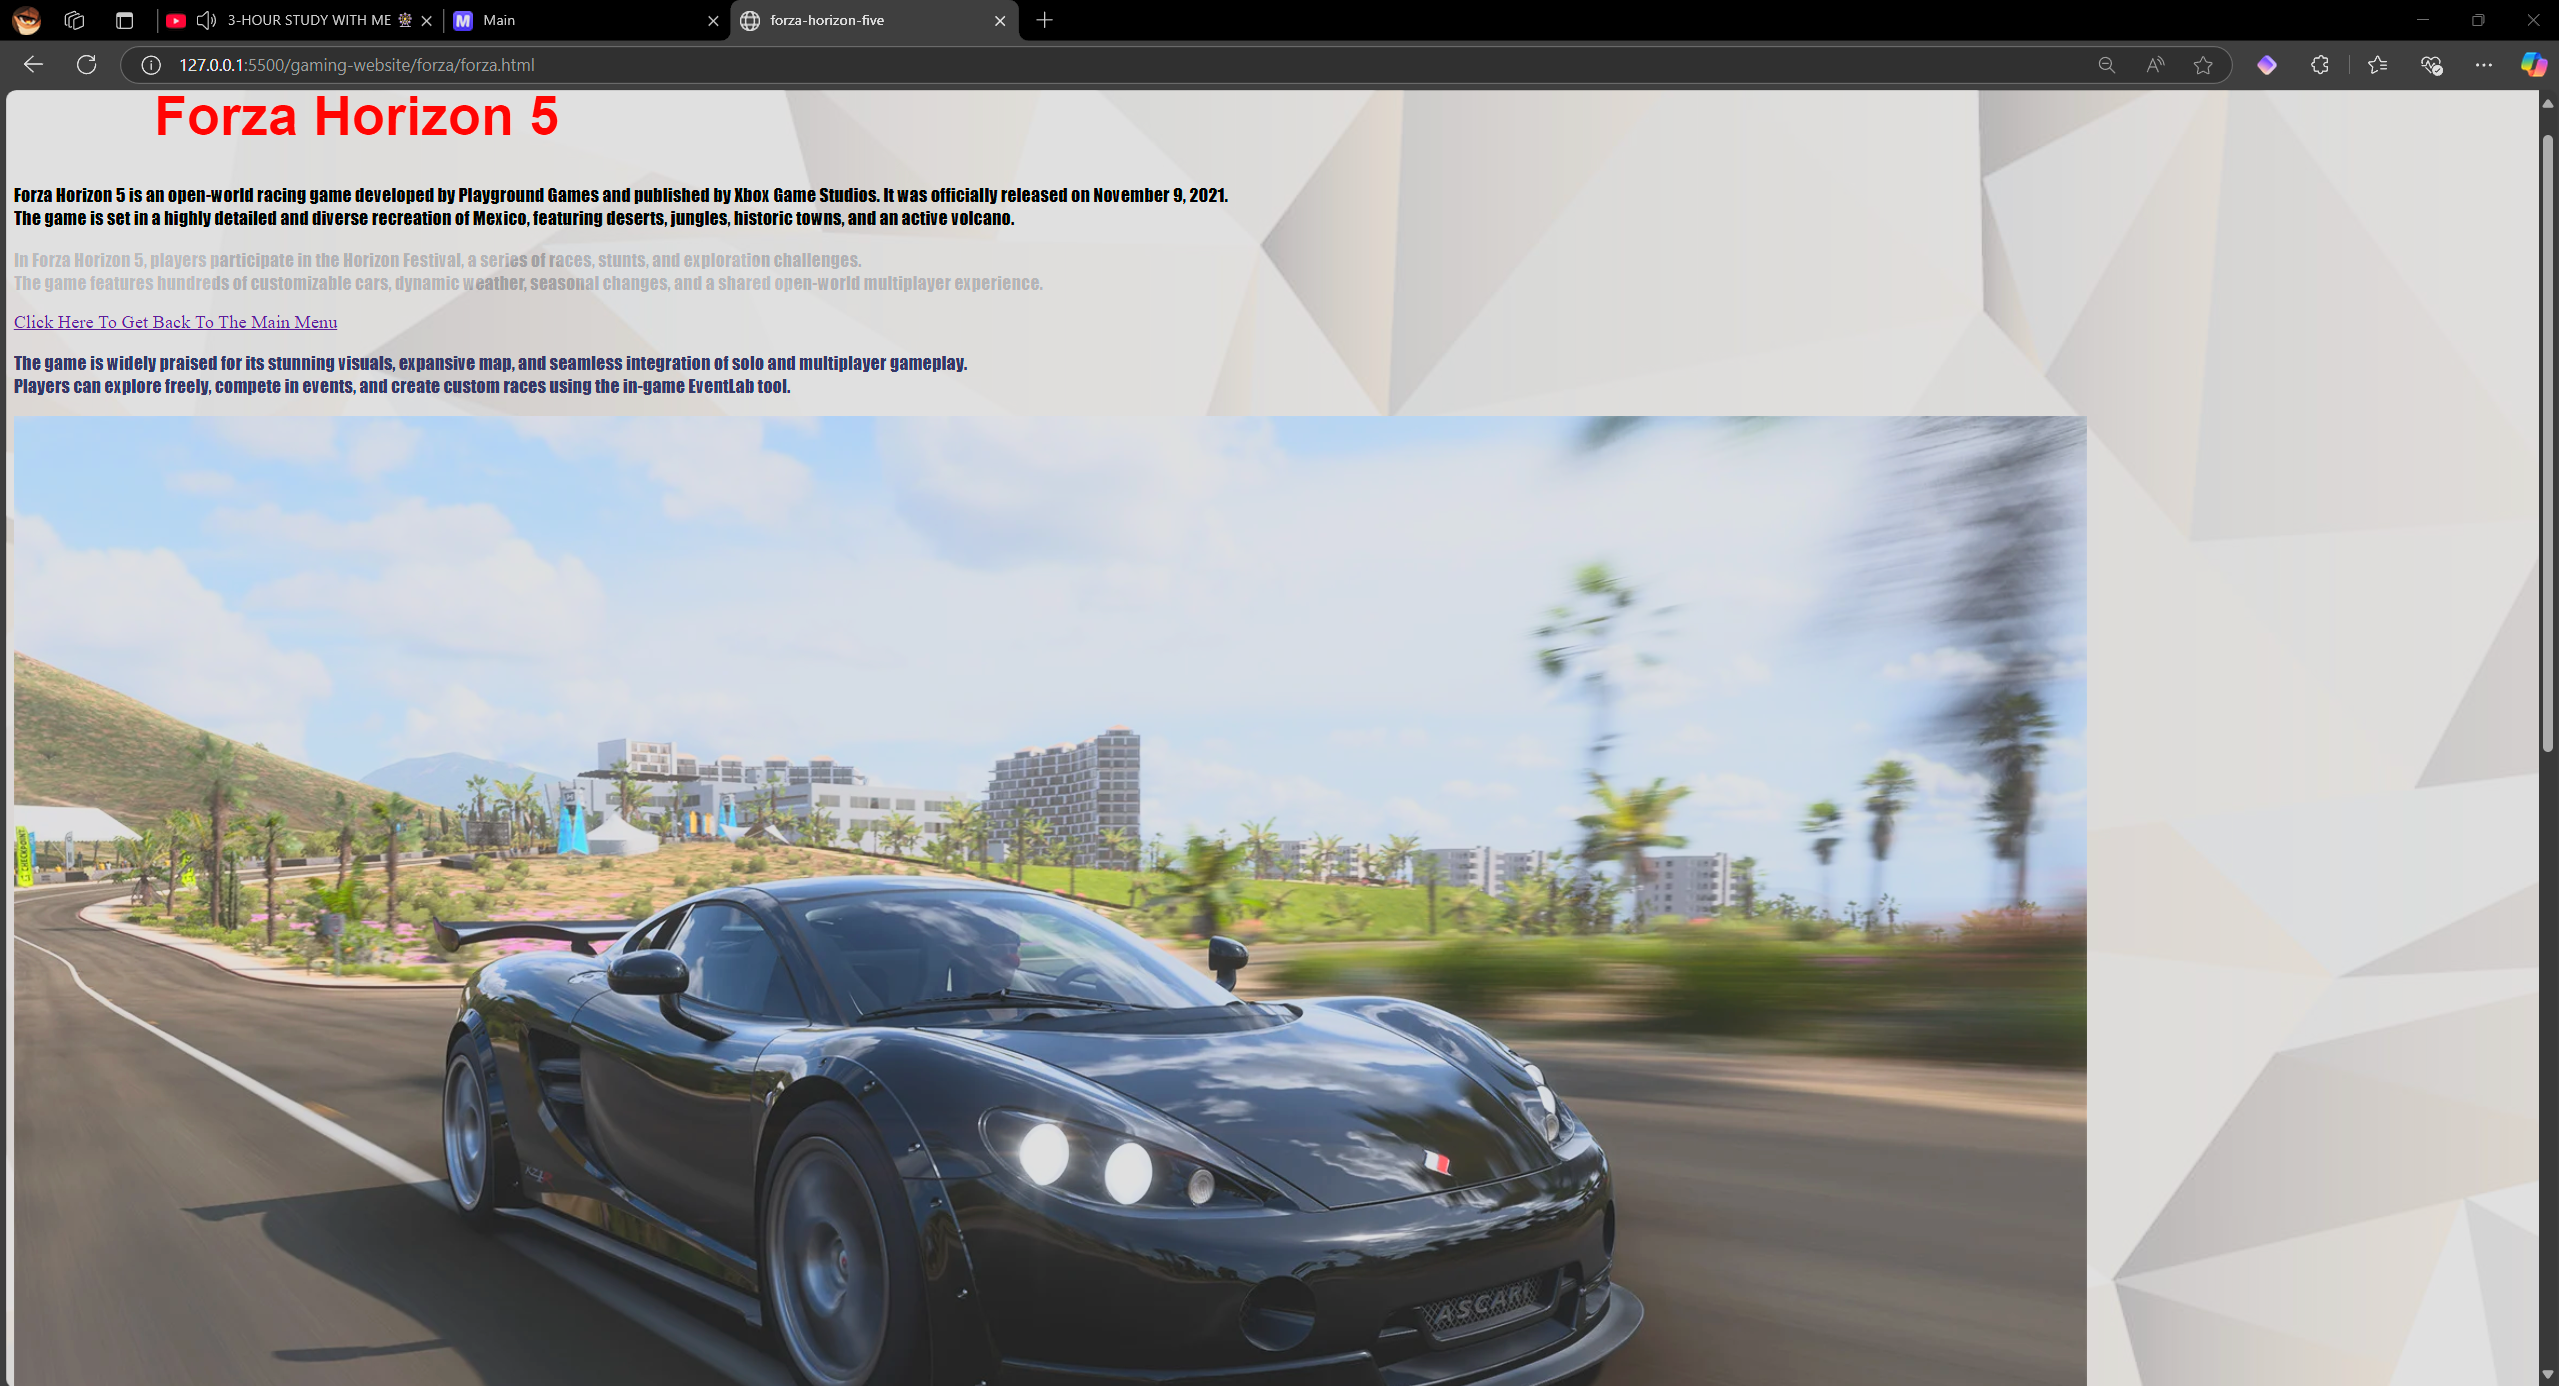 3-HOUR STUDY WITH ME
Main
forza-horizon-five
127.0.0.1:5500/gaming-website/forza/forza.html
Forza Horizon 5
Forza Horizon 5 is an open-world racing game developed by Playground Games and published by Xbox Game Studios. It was officially released on November 9, 2021.
The game is set in a highly detailed and diverse recreation of Mexico, featuring deserts, jungles, historic towns, and an active volcano.
In Forza Horizon 5, players participate in the Horizon Festival, a series of races, stunts, and exploration challenges.
The game features hundreds of customizable cars, dynamic weather, seasonal changes, and a shared open-world multiplayer experience.
Click Here To Get Back To The Main Menu
The game is widely praised for its stunning visuals, expansive map, and seamless integration of solo and multiplayer gameplay.
Players can explore freely, compete in events, and create custom races using the in-game EventLab tool.
CHECKPOINT
KZ1R
ASCARI